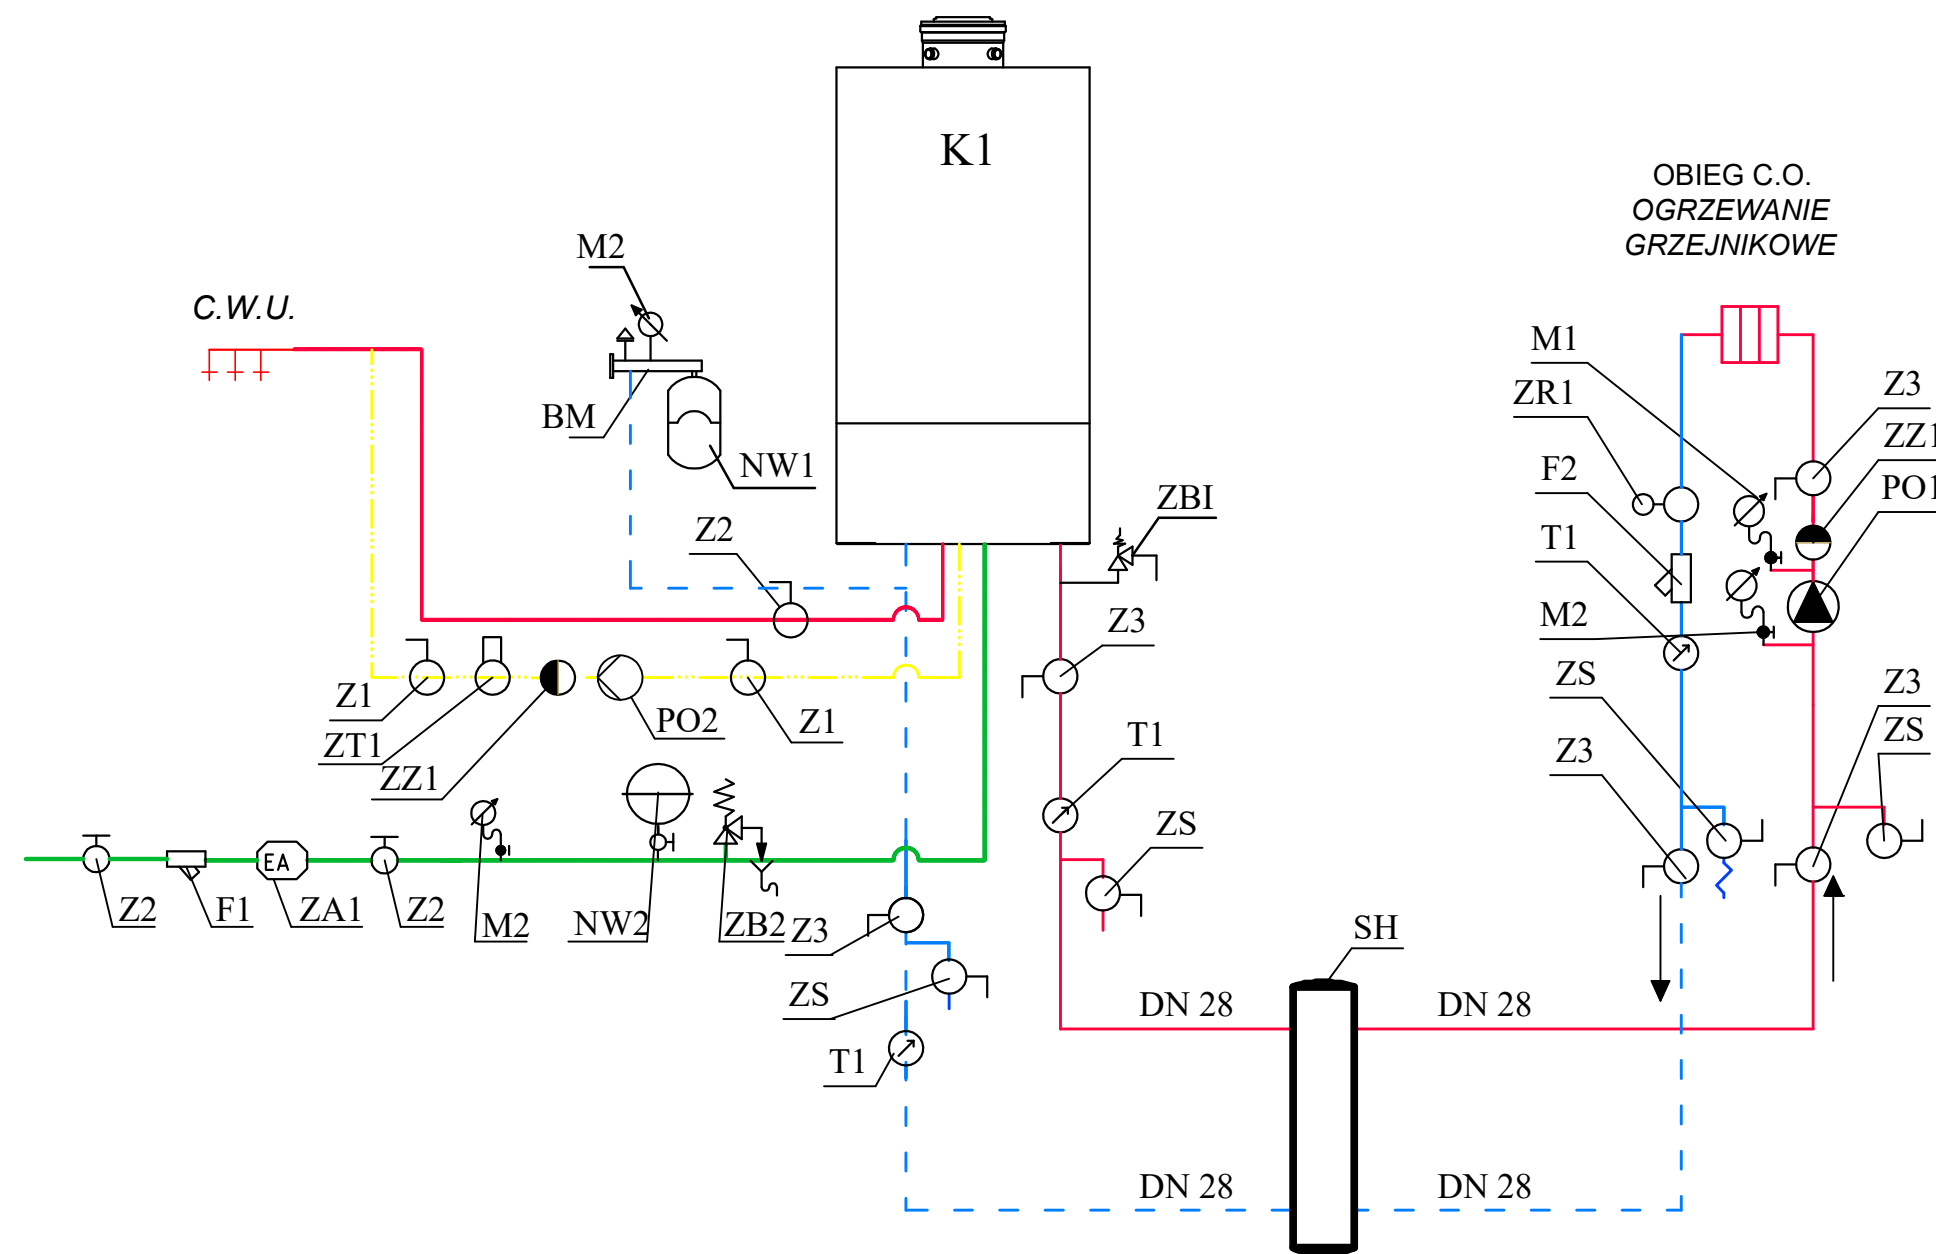 K1
OBIEG C.O.
OGRZEWANIE
GRZEJNIKOWE
M2
C.W.U.
M1
Z3
ZR1
BM
ZZ1
NW1
F2
PO1
ZBI
Z2
T1
Z3
M2
Z1
PO2
Z1
ZS
Z3
ZT1
T1
ZS
ZZ1
Z3
ZS
EA
Z2
F1
ZA1
Z2
M2
NW2
ZB2
Z3
SH
ZS
DN 28
DN 28
T1
DN 28
DN 28